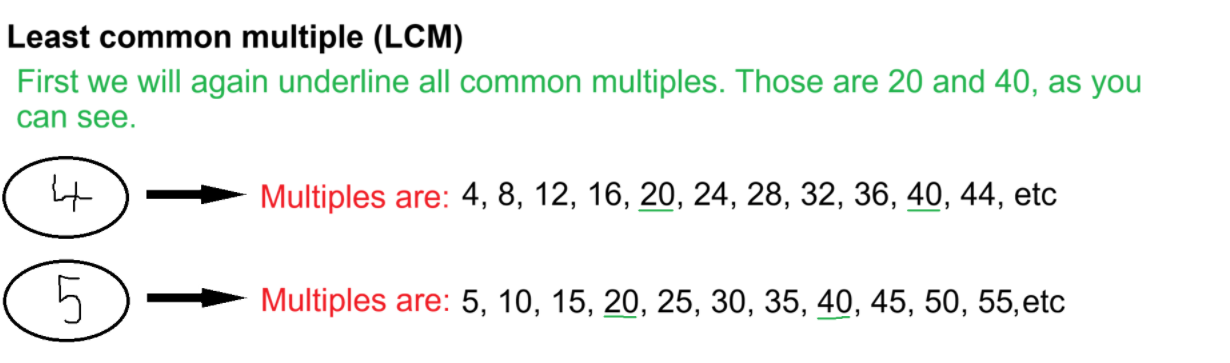 Least common multiple (LCM)
First we will again underline all common multiples. Those are 20 and 40, as you
can see.
4 Multiples are: 4, 8, 12, 16, 20, 24, 28, 32, 36, 40, 44, etc
5 Multiples are: 5, 10, 15, 20, 25, 30, 35, 40, 45, 50, 55,etc